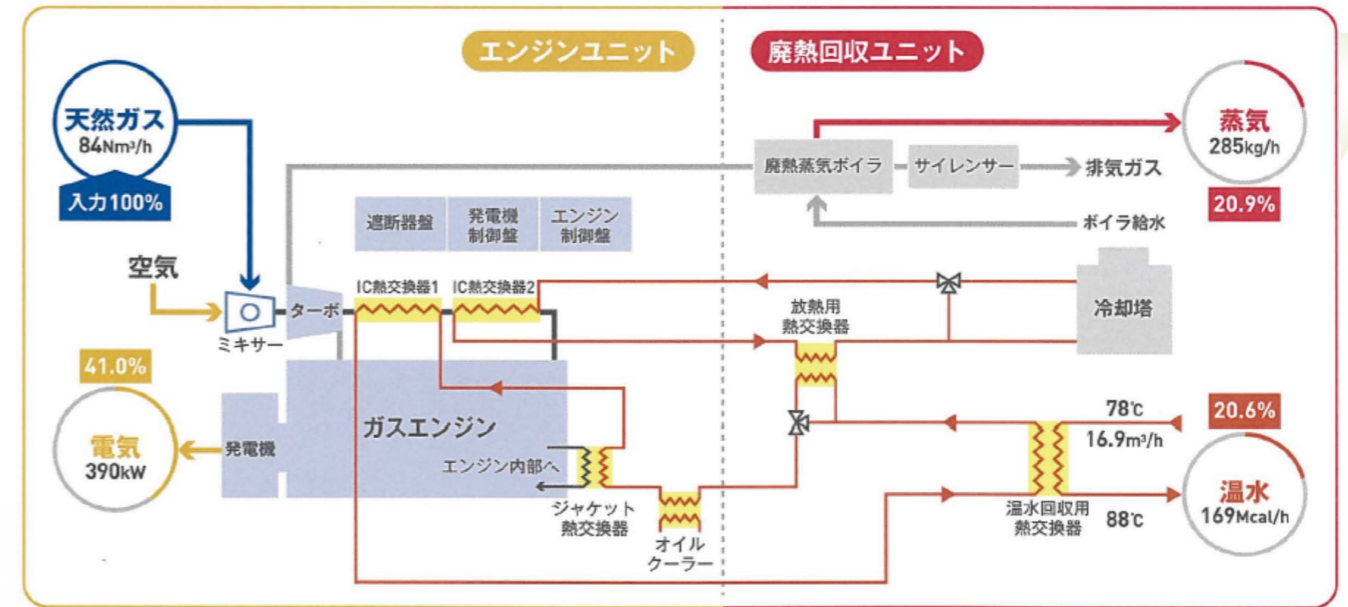 エンジンユニット
廃熱回収ユニット
天然ガス
84Nm³/h
入力100%
空気
ミキサー
ターボ
遮断器盤
発電機
制御盤
エンジン
制御盤
IC熱交換器1
IC熱交換器2
41.0%
電気
390kW
発電機
ガスエンジン
エンジン内部へ
ジャケット
熱交換器
オイル
クーラー
廃熱蒸気ボイラ
サイレンサー
排気ガス
ボイラ給水
蒸気
285kg/h
20.9%
放熱用
熱交換器
冷却塔
78℃
16.9m³/h
88℃
温水回収用
熱交換器
20.6%
温水
169Mcal/h